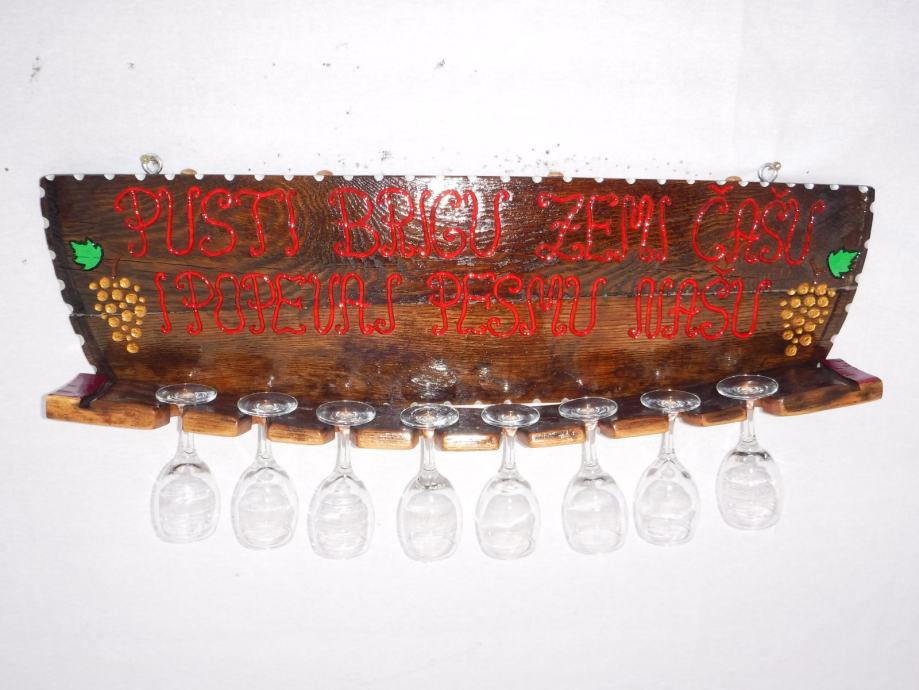 PUSTI BRIGU ZEMI ČAŠU
I POPEVAJ PESMU NAŠU